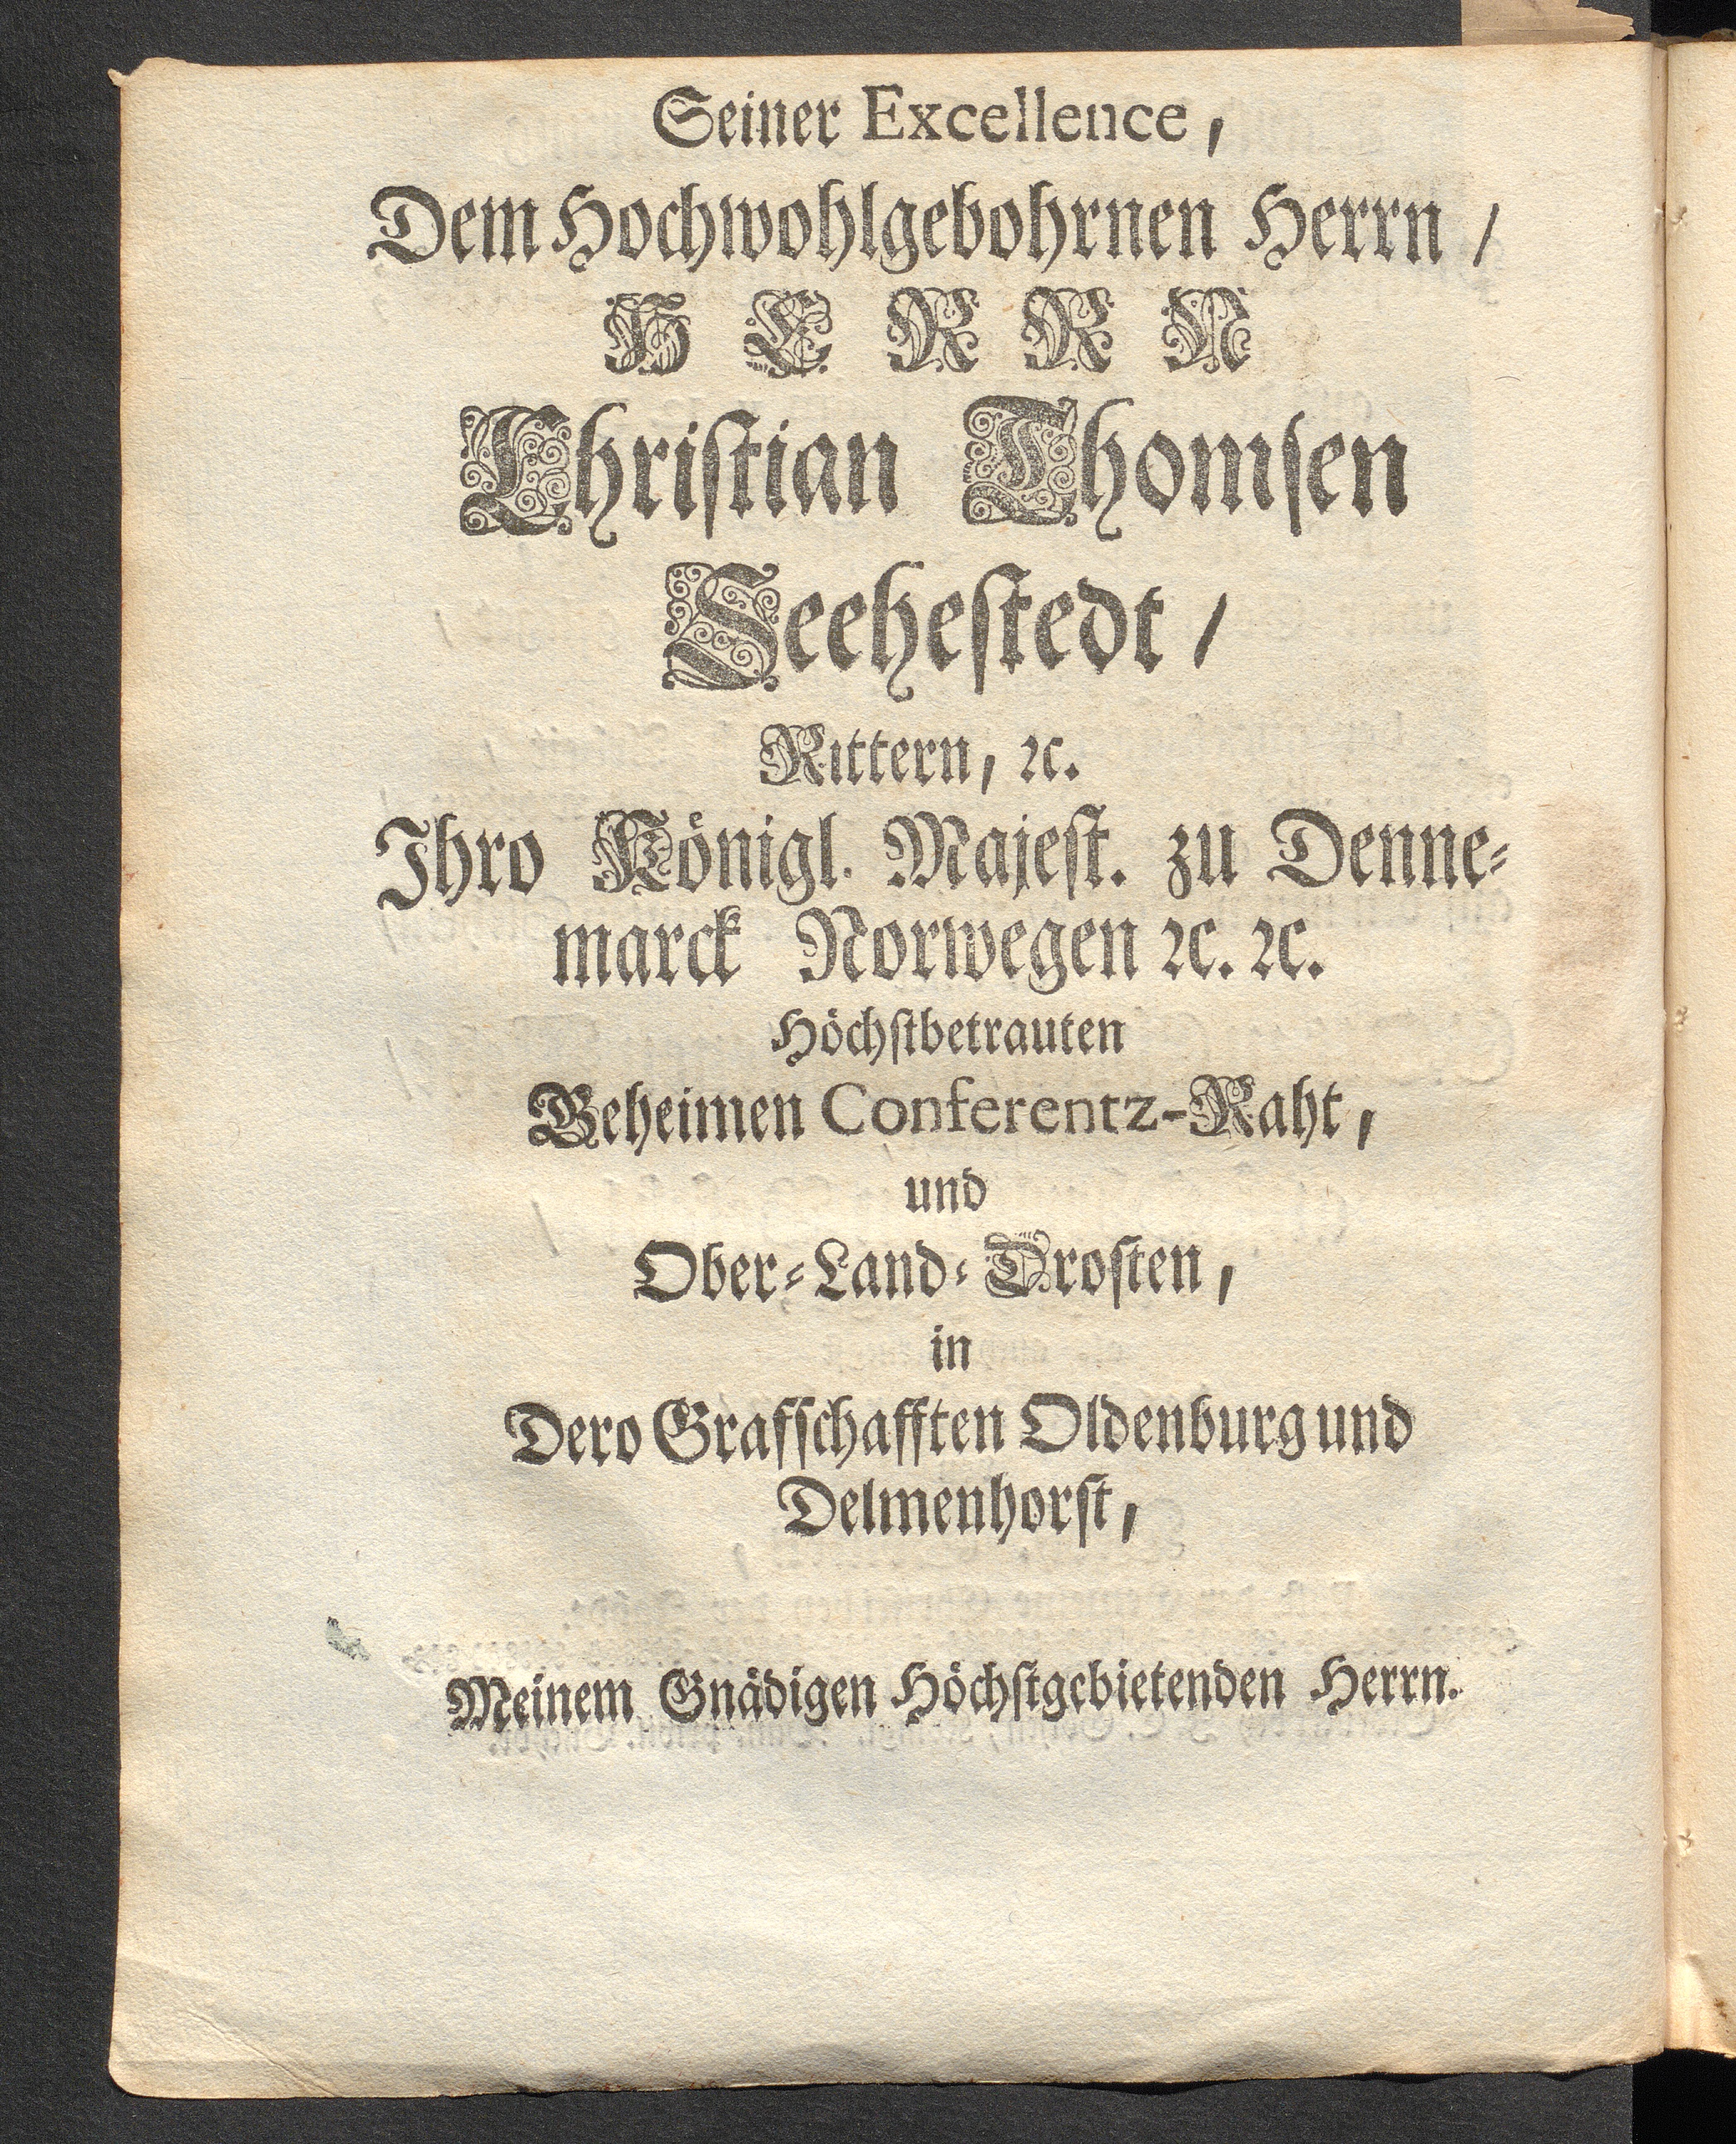 Seiner Excellence,
Dem Hochwohlgebohrnen Herrn /
HERRN
Chriſtian Thomſen
Seeheſtedt /
Rittern, ꝛc.
Ihro Königl. Majeſt. zu Denne⸗
marck Norwegen ꝛc. ꝛc.
Höchſtbetrauten
Geheimen Conferentz-Raht,
und
Ober⸗Land⸗Droſten,
in
Dero Grafſchafften Oldenburg und
Delmenhorſt,
Meinem Gnädigen Höchſtgebietenden Herrn.